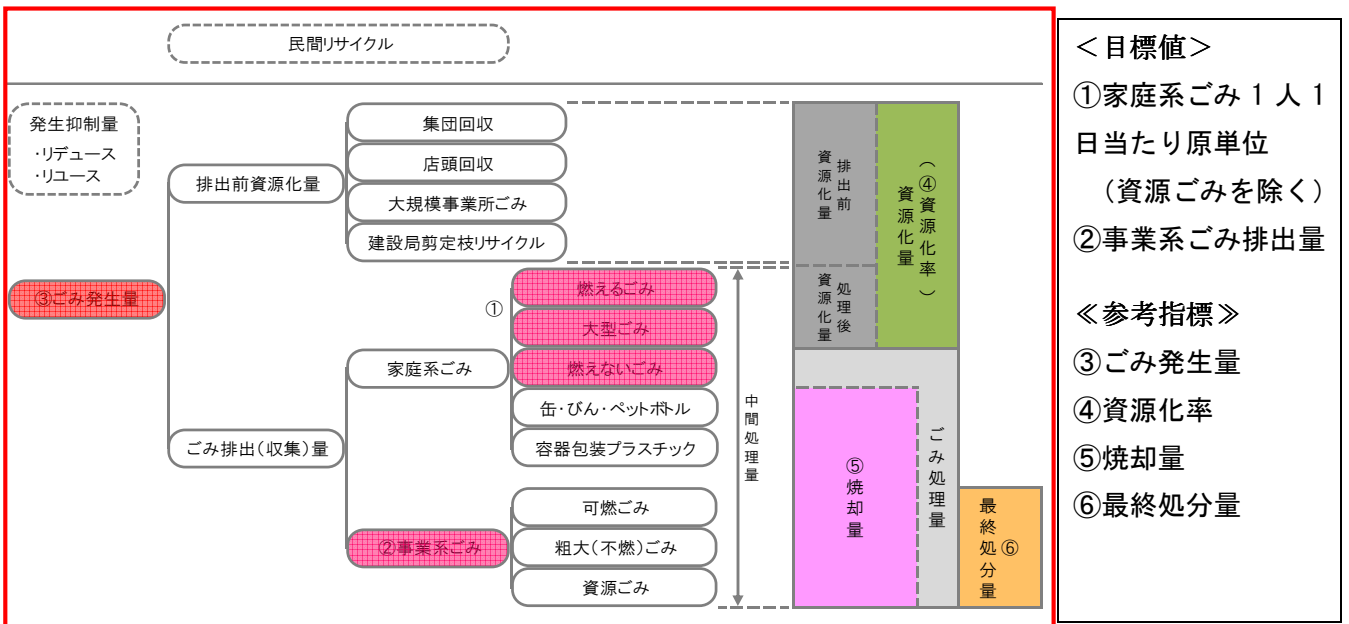 民間リサイクル
発生抑制量
・リデュース
・リユース
③ごみ発生量
排出前資源化量
ごみ排出(収集)量
集団回収
店頭回収
大規模事業所ごみ
建設局剪定枝リサイクル
家庭系ごみ
②事業系ごみ
①
燃えるごみ
大型ごみ
燃えないごみ
缶・びん・ペットボトル
容器包装プラスチック
可燃ごみ
粗大(不燃)ごみ
資源ごみ
中間処理量
排出前
資源化量
処理後
資源化量
(④資源化率)
資源化量
⑤焼却量
ごみ処理量
⑥
最終処分量
<目標値>
①家庭系ごみ1人1
日当たり原単位
(資源ごみを除く)
②事業系ごみ排出量
≪参考指標≫
③ごみ発生量
④資源化率
⑤焼却量
⑥最終処分量